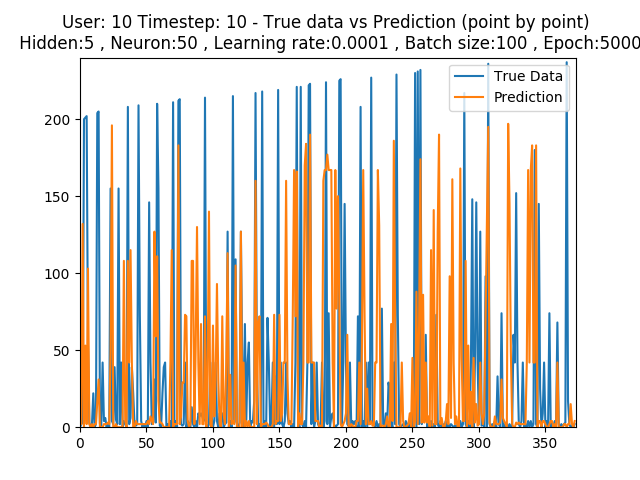 User: 10 Timestep: 10 - True data vs Prediction (point by point)
Hidden:5 , Neuron:50 , Learning rate:0.0001 , Batch size:100 , Epoch:5000
True Data
Prediction
200
150
100
50
0
0 50 100 150 200 250 300 350